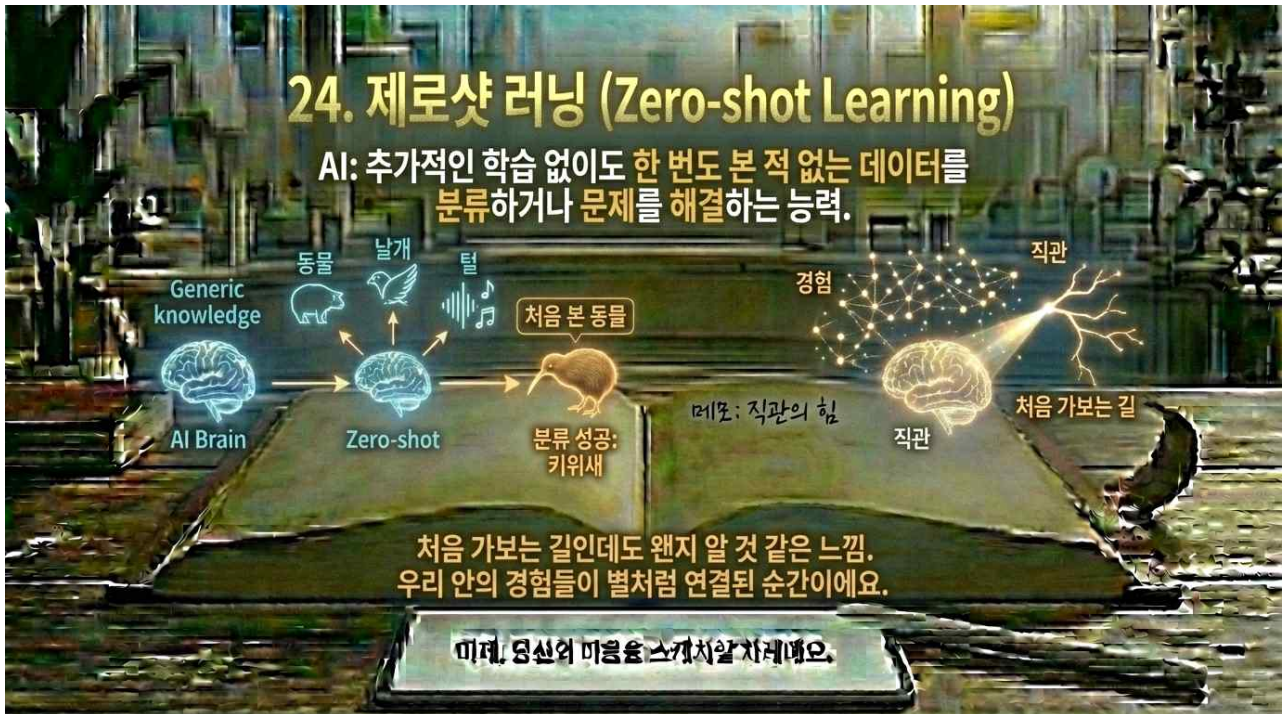 24. 제로샷 러닝 (Zero-shot Learning)
AI: 추가적인 학습 없이도 한 번도 본 적 없는 데이터를
분류하거나 문제를 해결하는 능력.
Generic
knowledge
동물
날개
털
처음 본 동물
AI Brain
Zero-shot
분류 성공:
키위새
경험
직관
메모: 직관의 힘
직관
처음 가보는 길
처음 가보는 길인데도 왠지 알 것 같은 느낌.
우리 안의 경험들이 별처럼 연결된 순간이에요.